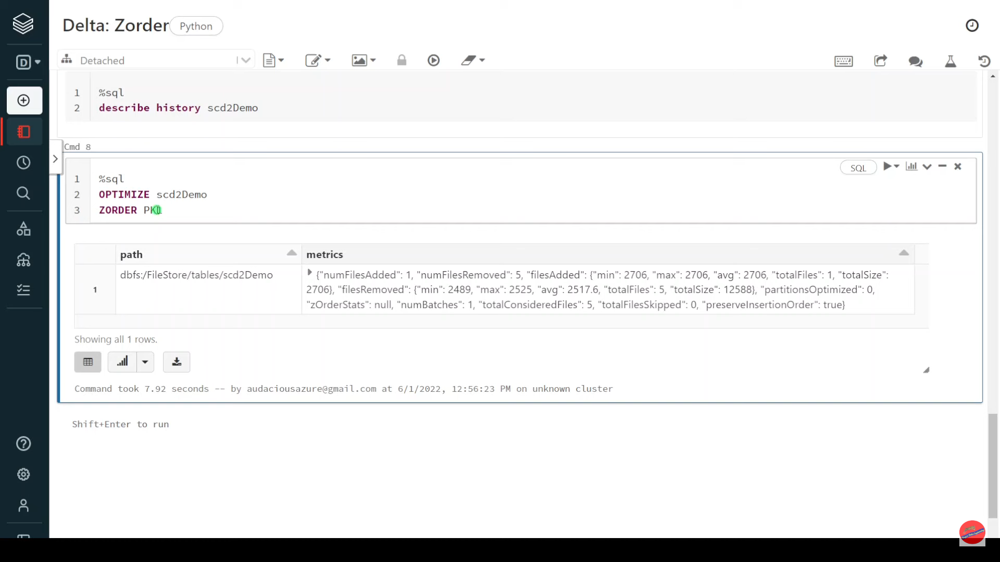 Delta: Zorder Python
Detached
1 %sql
2 describe history scd2Demo
Cmd 8
SQL
1 %sql
2 OPTIMIZE scd2Demo
3 ZORDER PK1
path metrics
1 dbfs:/FileStore/tables/scd2Demo {"numFilesAdded": 1, "numFilesRemoved": 5, "filesAdded": {"min": 2706, "max": 2706, "avg": 2706, "totalFiles": 1, "totalSize":
2706}, "filesRemoved": {"min": 2489, "max": 2525, "avg": 2517.6, "totalFiles": 5, "totalSize": 12588}, "partitionsOptimized": 0,
"zOrderStats": null, "numBatches": 1, "totalConsideredFiles": 5, "totalFilesSkipped": 0, "preserveInsertionOrder": true}
Showing all 1 rows.
Command took 7.92 seconds -- by audaciousazure@gmail.com at 6/1/2022, 12:56:23 PM on unknown cluster
Shift+Enter to run